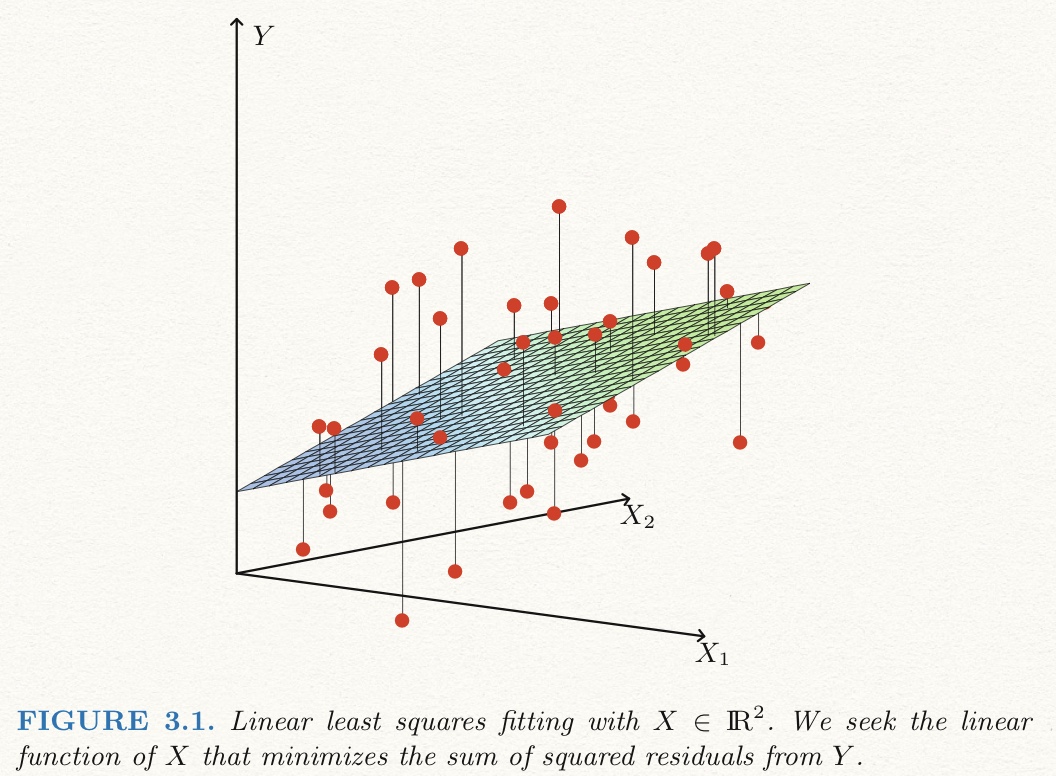 Y
X₂
X₁
FIGURE 3.1. Linear least squares fitting with X ∈ ℝ². We seek the linear
function of X that minimizes the sum of squared residuals from Y.